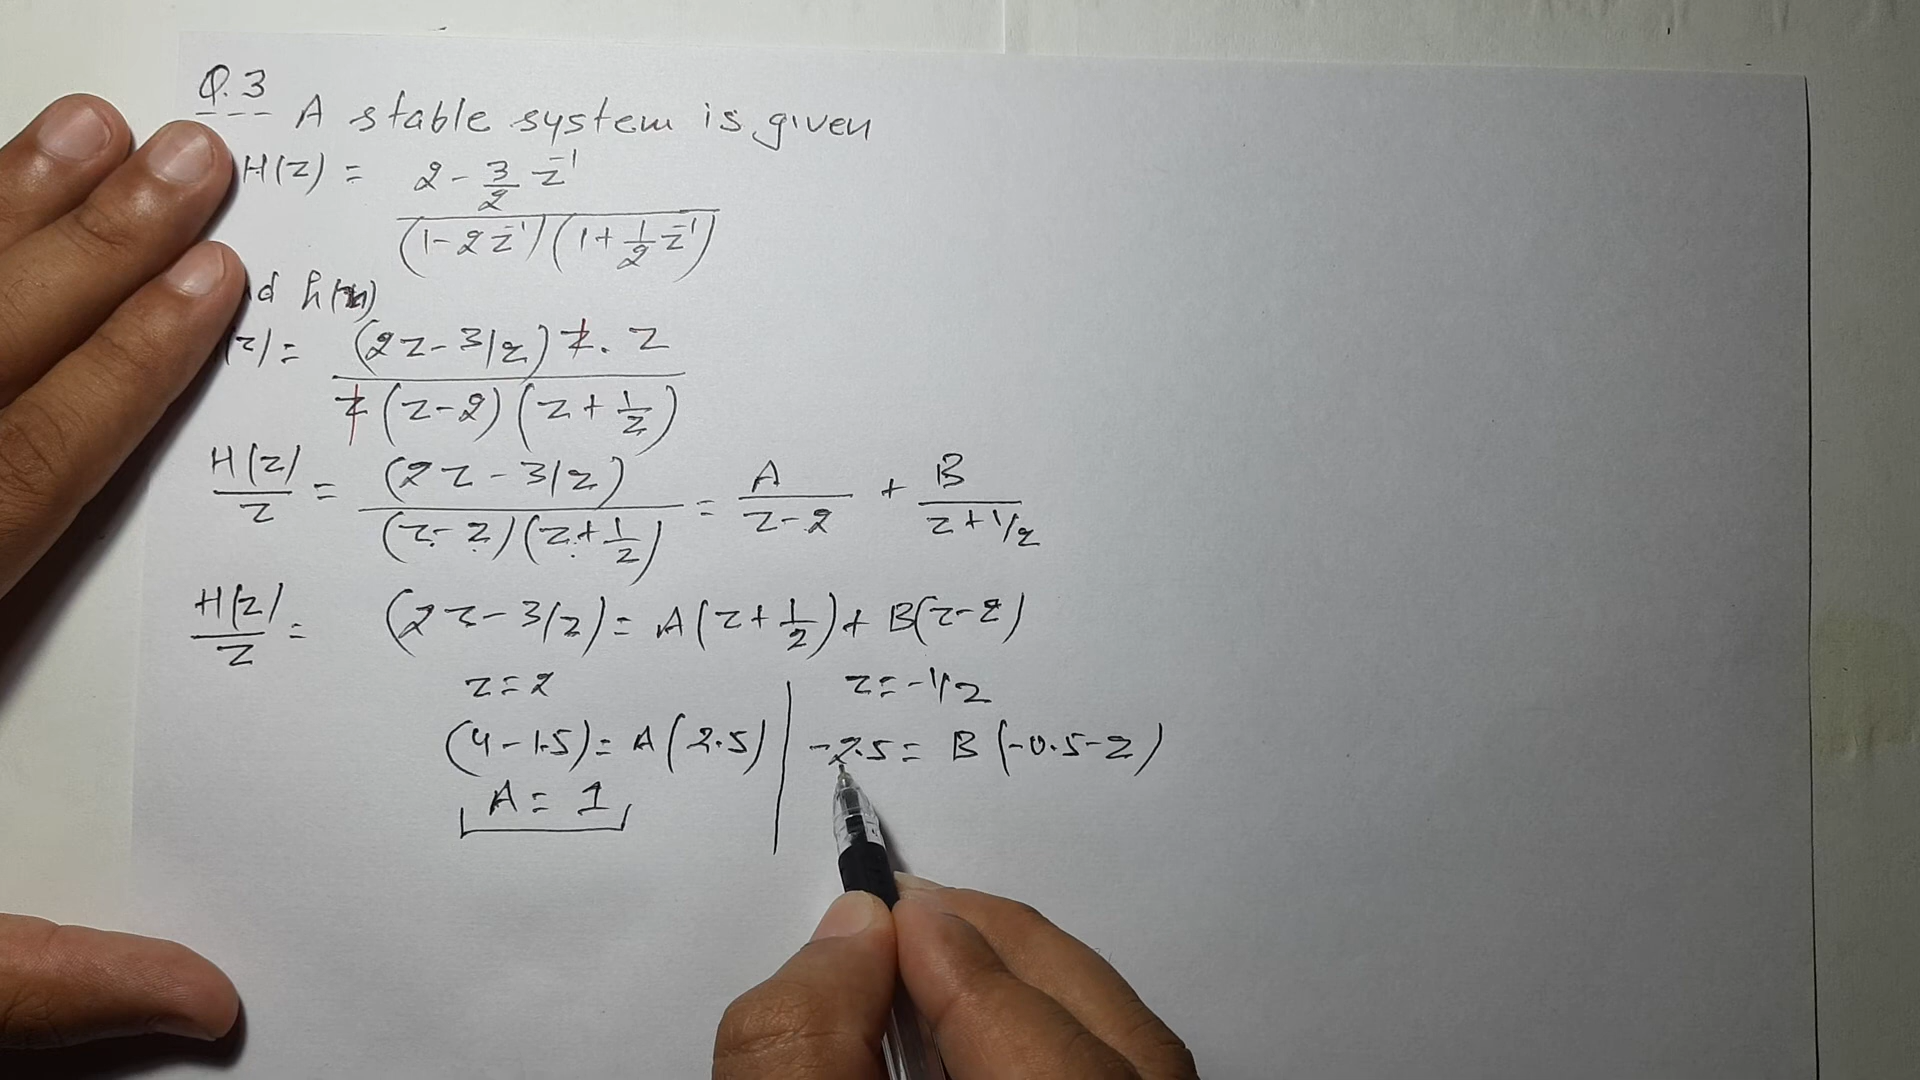 Q.3
A stable system is given
H(z) = (2 - 3/2 z^-1) / ((1-2z^-1)(1+1/2 z^-1))
d h(n)
(z) = ((2z-3/2) z. z) / (z (z-2)(z+1/2))
H(z)/z = (2z-3/2) / ((z-2)(z+1/2)) = A/(z-2) + B/(z+1/2)
H(z)/z = (2z-3/2) = A(z+1/2) + B(z-2)
z=2 z=-1/2
(4-1.5) = A(2.5) | -2.5 = B(-0.5-2)
A = 1